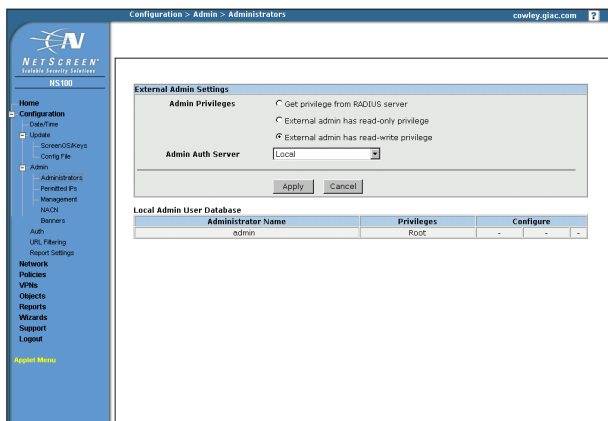 Configuration > Admin > Administrators
cowley.giac.com ?
N
NETSCREEN
Scalable Security Solutions
NS100
Home
Configuration
Date/Time
Update
ScreenOS/Keys
Config File
Admin
Administrators
Permitted IPs
Management
NACN
Banners
Auth
URL Filtering
Report Settings
Network
Policies
VPNs
Objects
Reports
Wizards
Support
Logout
Applet Menu
External Admin Settings
Admin Privileges
Get privilege from RADIUS server
External admin has read-only privilege
External admin has read-write privilege
Admin Auth Server
Local
Apply Cancel
Local Admin User Database
Administrator Name Privileges Configure
admin Root - - -